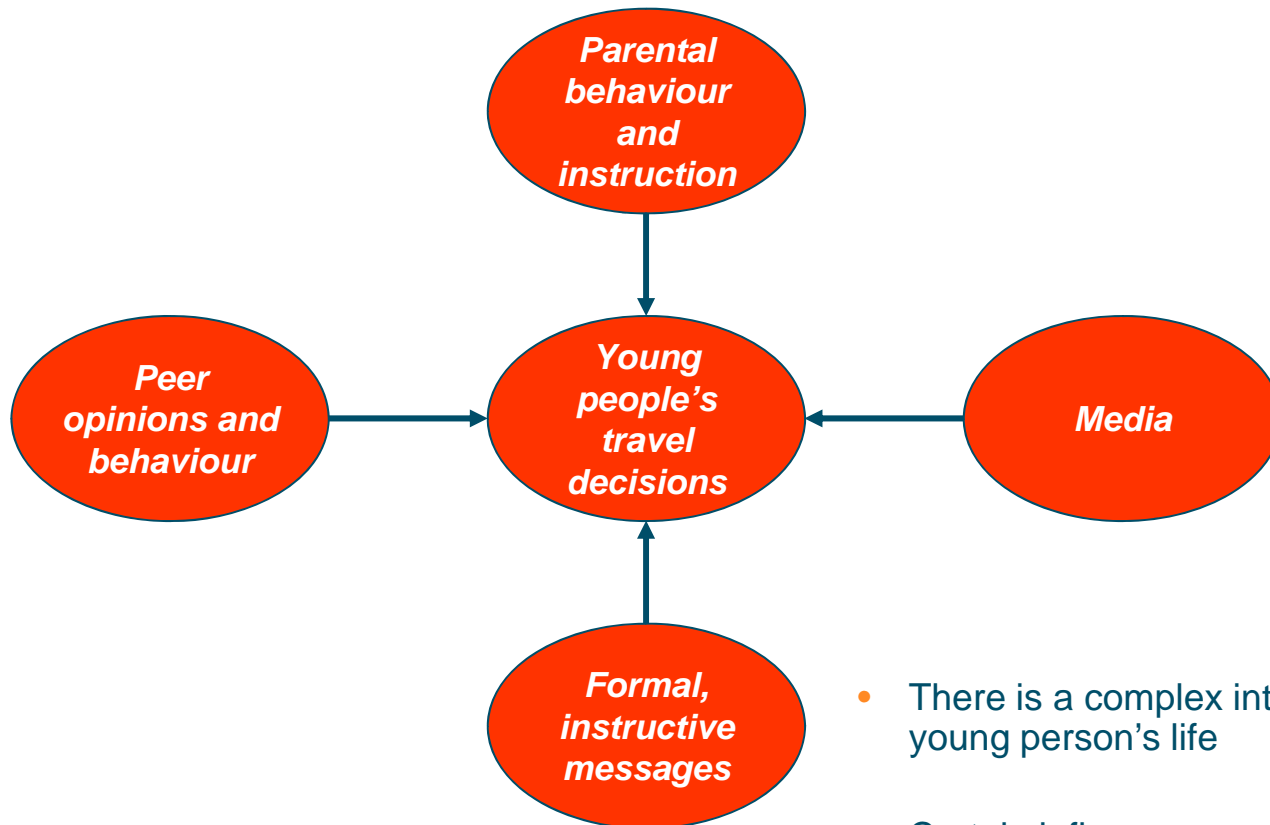 Parental
behaviour
and
instruction
Peer
opinions and
behaviour
Young
people’s
travel
decisions
Media
Formal,
instructive
messages
• There is a complex int
young person’s life